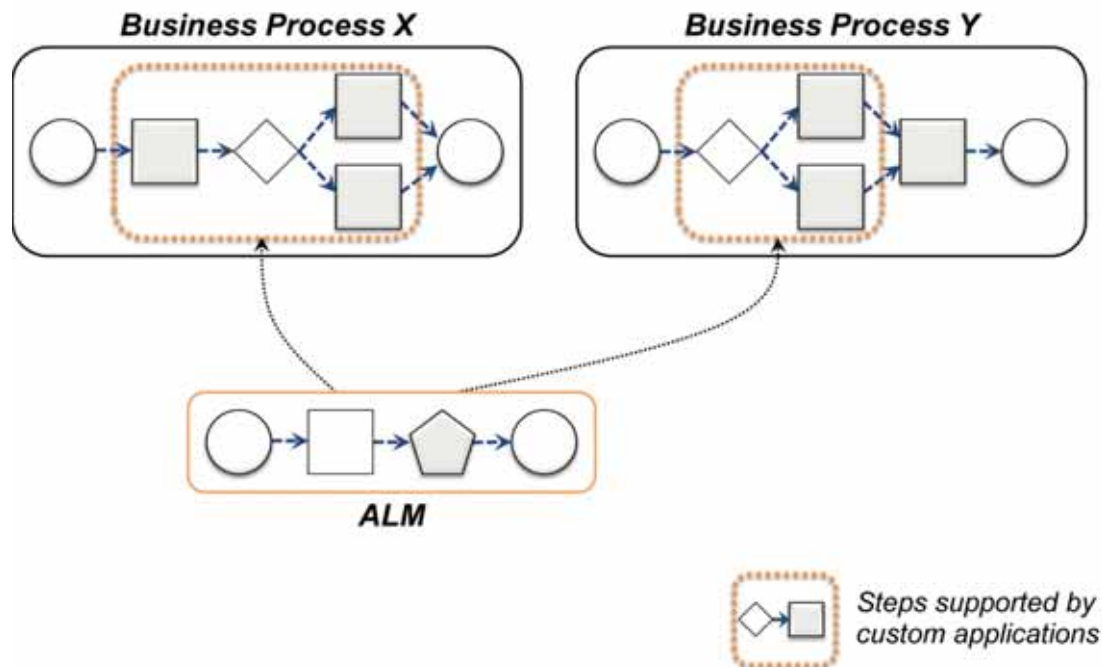 Business Process X
Business Process Y
ALM
Steps supported by
custom applications